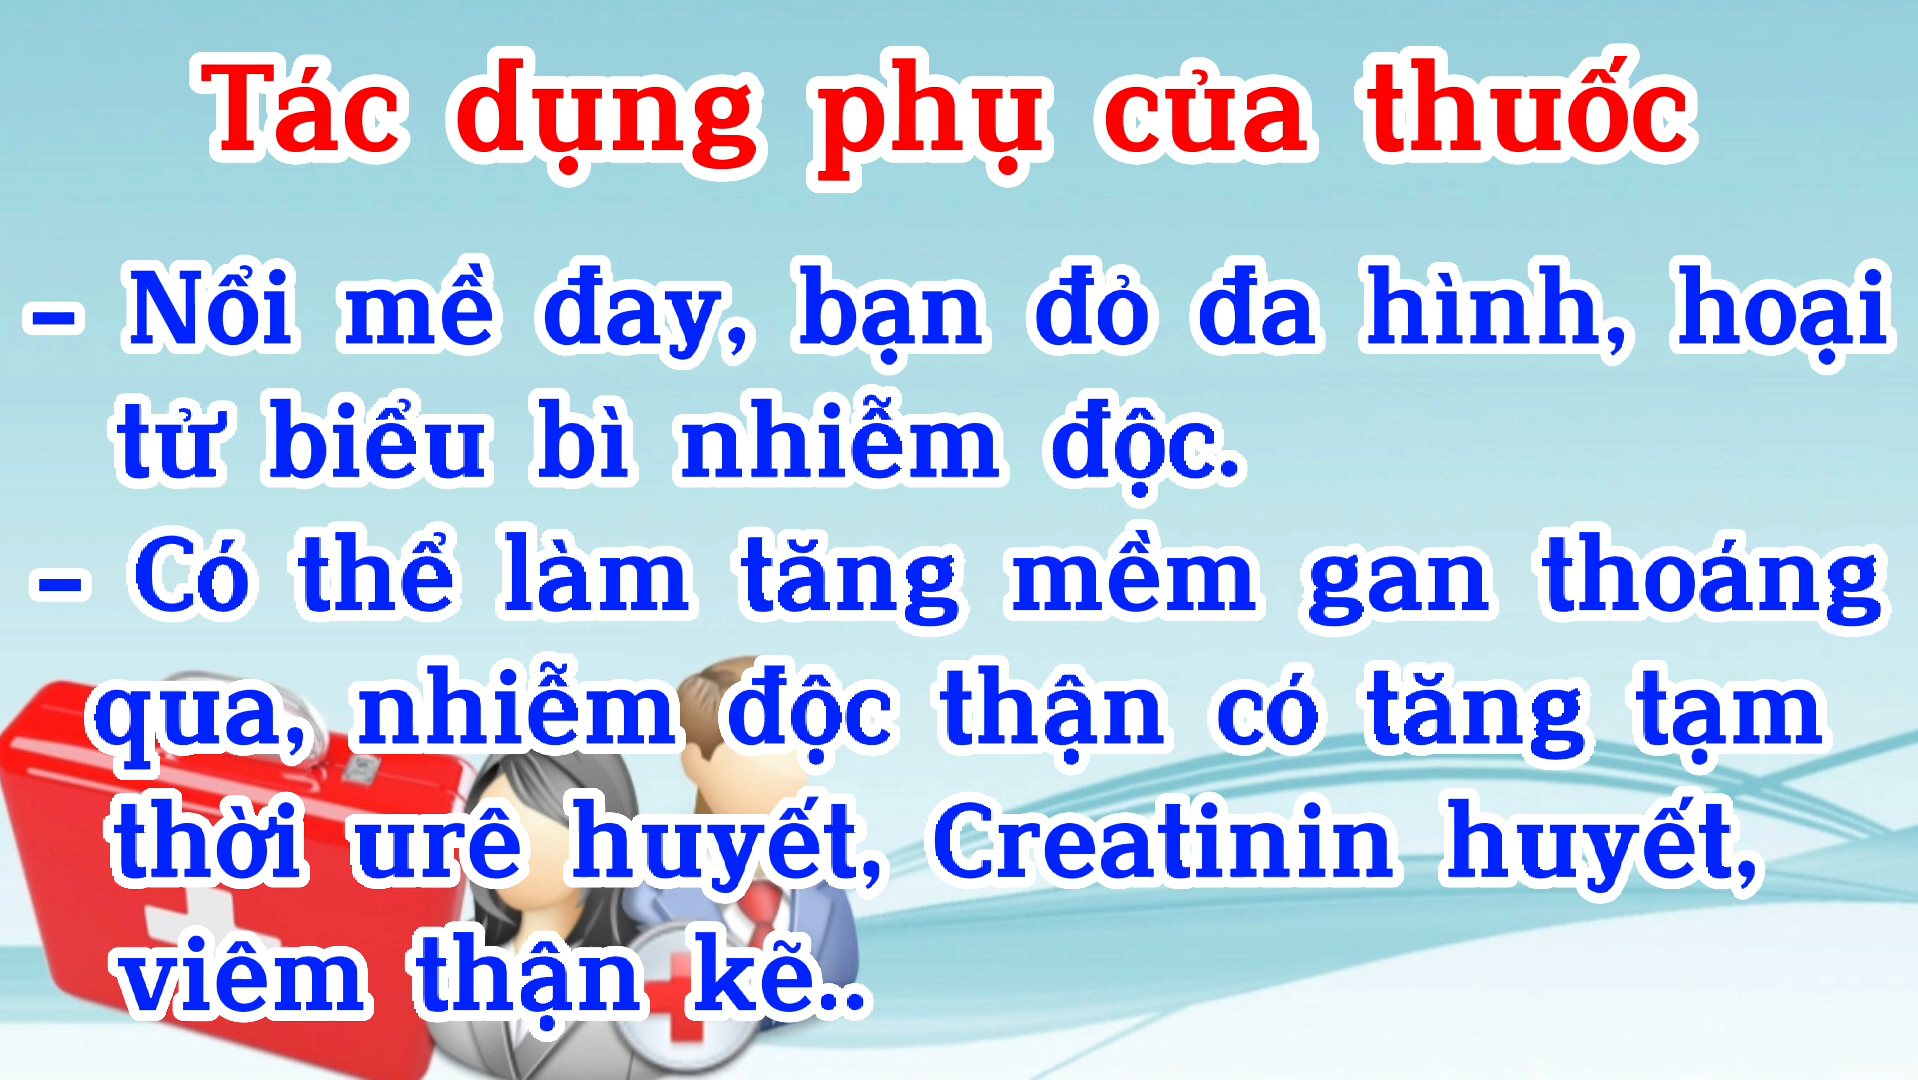 Tác dụng phụ của thuốc
– Nổi mề đay, bạn đỏ đa hình, hoại
tử biểu bì nhiễm độc.
– Có thể làm tăng mềm gan thoáng
qua, nhiễm độc thận có tăng tạm
thời urê huyết, Creatinin huyết,
viêm thận kẽ..